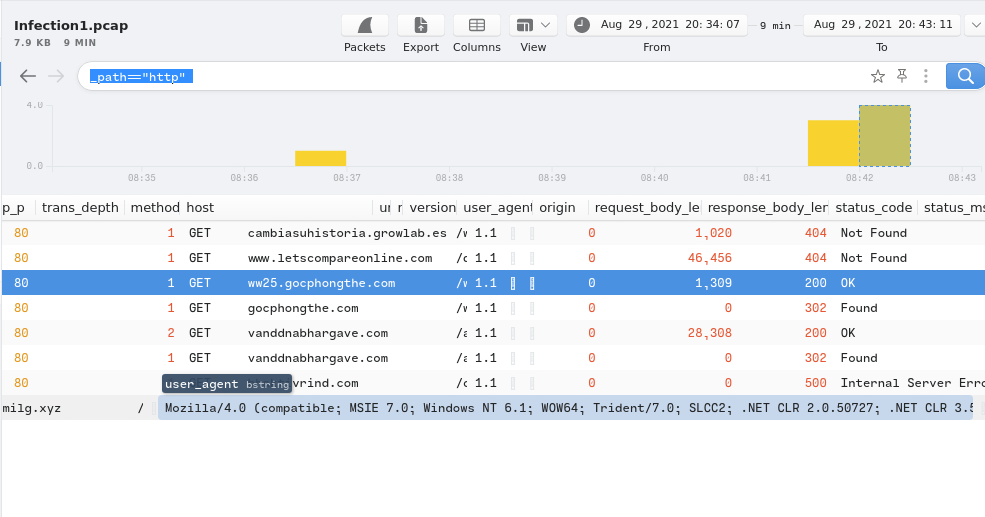 Infection1.pcap
7.9 KB 9 MIN
Packets
Export
Columns
View
Aug 29 , 2021 20: 34: 07
From
9 min
Aug 29 , 2021 20: 43: 11
To
_path=="http"
4.0
0.0
08:35 08:36 08:37 08:38 08:39 08:40 08:41 08:42 08:43
p_p trans_depth method host version user_agent origin request_body_le response_body_len status_code status_ms
80 1 GET cambiasuhistoria.growlab.es 1.1 0 1,020 404 Not Found
80 1 GET www.letscompareonline.com 1.1 0 46,456 404 Not Found
80 1 GET ww25.gocphongthe.com 1.1 0 1,309 200 OK
80 1 GET gocphongthe.com 1.1 0 0 302 Found
80 2 GET vanddnabhargave.com 1.1 0 28,308 200 OK
80 1 GET vanddnabhargave.com 1.1 0 0 302 Found
80 user_agent bstring vrind.com 1.1 0 0 500 Internal Server Erro
milg.xyz / Mozilla/4.0 (compatible; MSIE 7.0; Windows NT 6.1; WOW64; Trident/7.0; SLCC2; .NET CLR 2.0.50727; .NET CLR 3.5